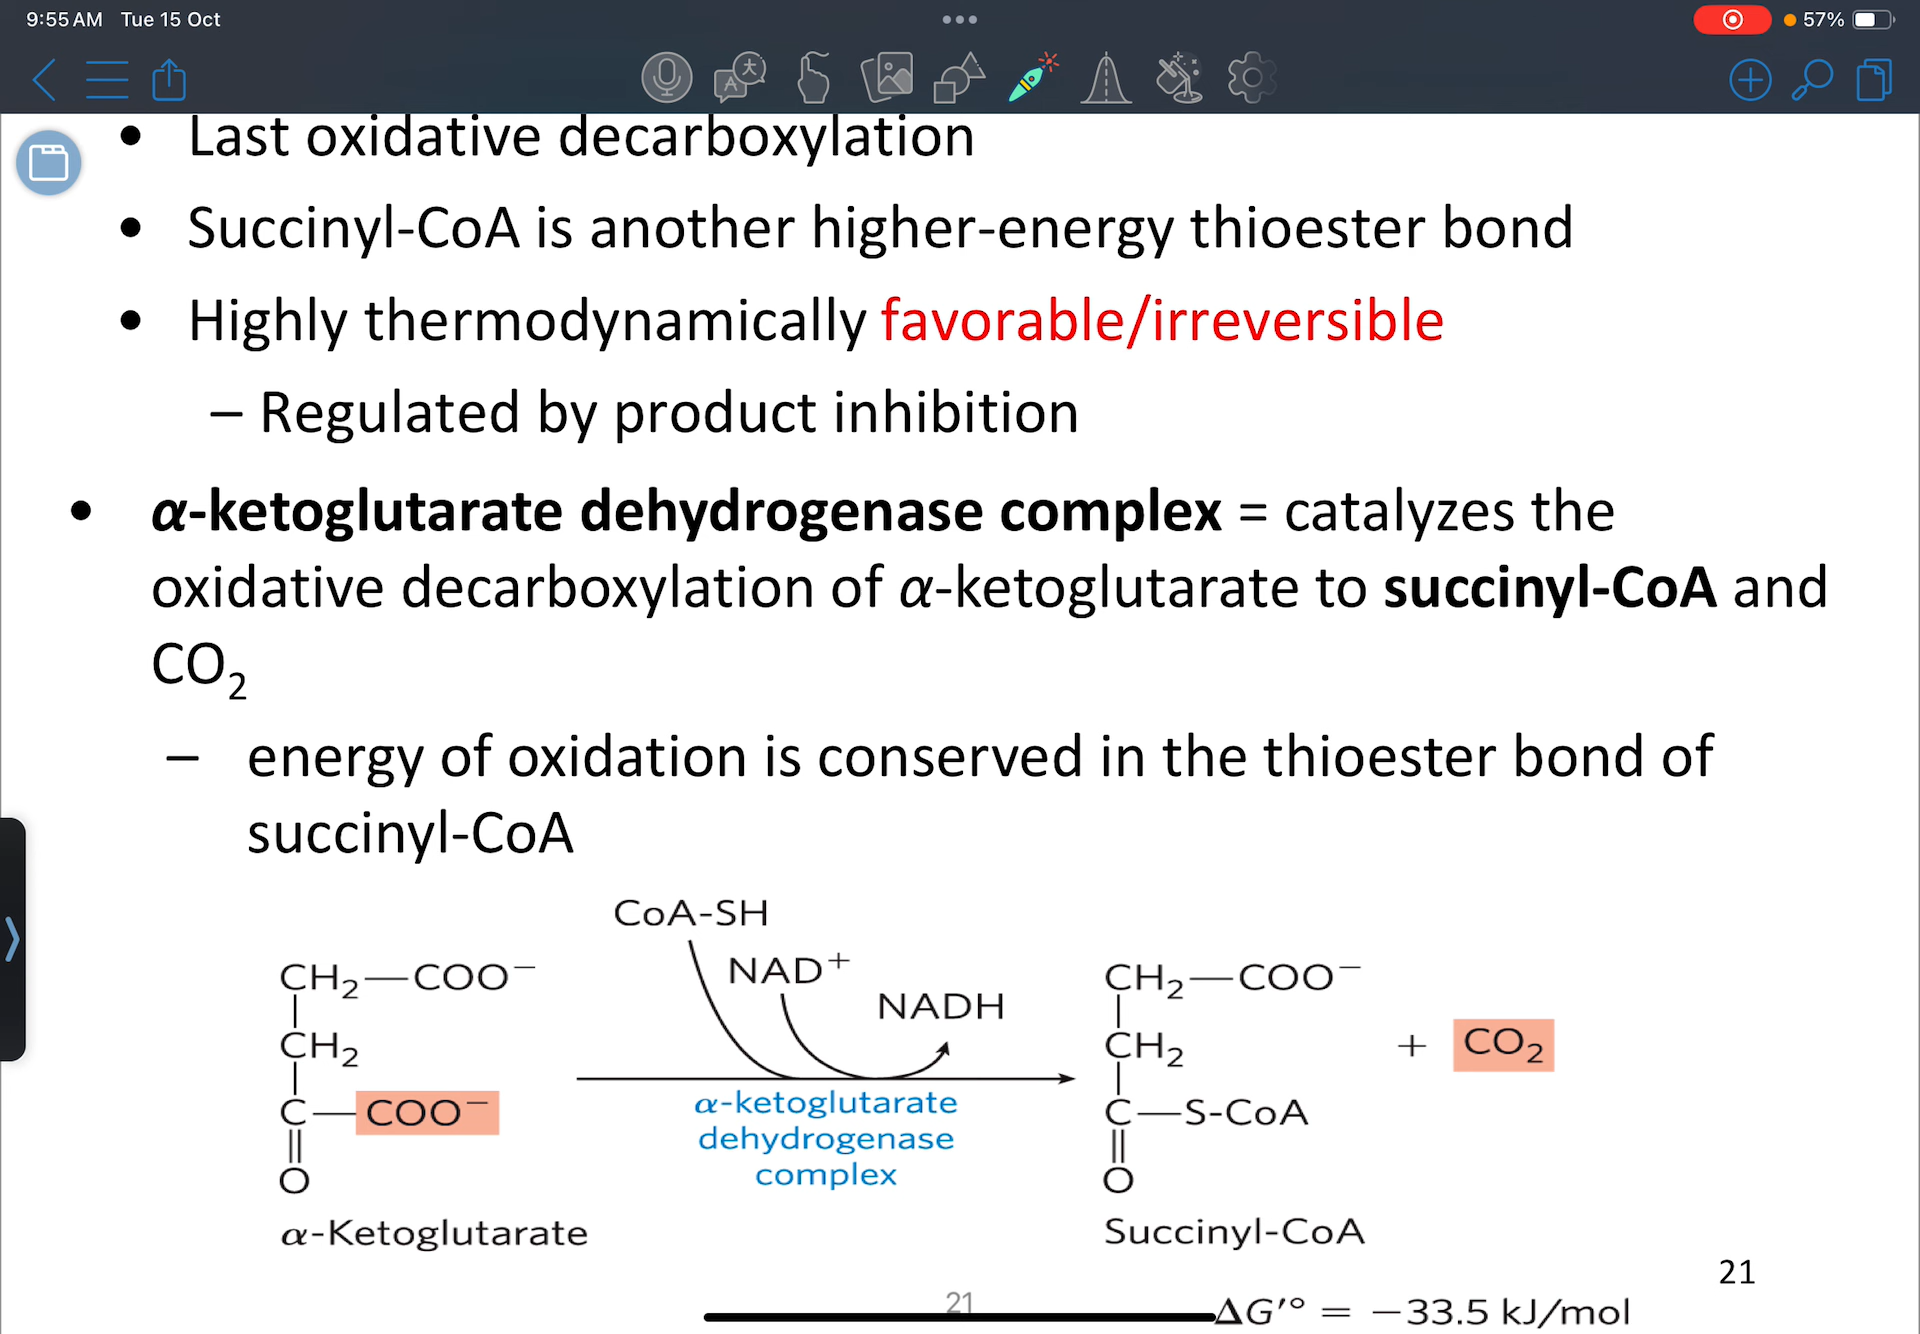 9:55 AM Tue 15 Oct
57%
• Last oxidative decarboxylation
• Succinyl-CoA is another higher-energy thioester bond
• Highly thermodynamically favorable/irreversible
– Regulated by product inhibition
• α-ketoglutarate dehydrogenase complex = catalyzes the
oxidative decarboxylation of α-ketoglutarate to succinyl-CoA and
CO₂
– energy of oxidation is conserved in the thioester bond of
succinyl-CoA
CoA-SH
NAD⁺
NADH
CH₂—COO⁻
CH₂
C—COO⁻
O
α-Ketoglutarate
α-ketoglutarate
dehydrogenase
complex
CH₂—COO⁻
CH₂
C—S-CoA
O
Succinyl-CoA
+ CO₂
21
21
ΔG′° = −33.5 kJ/mol